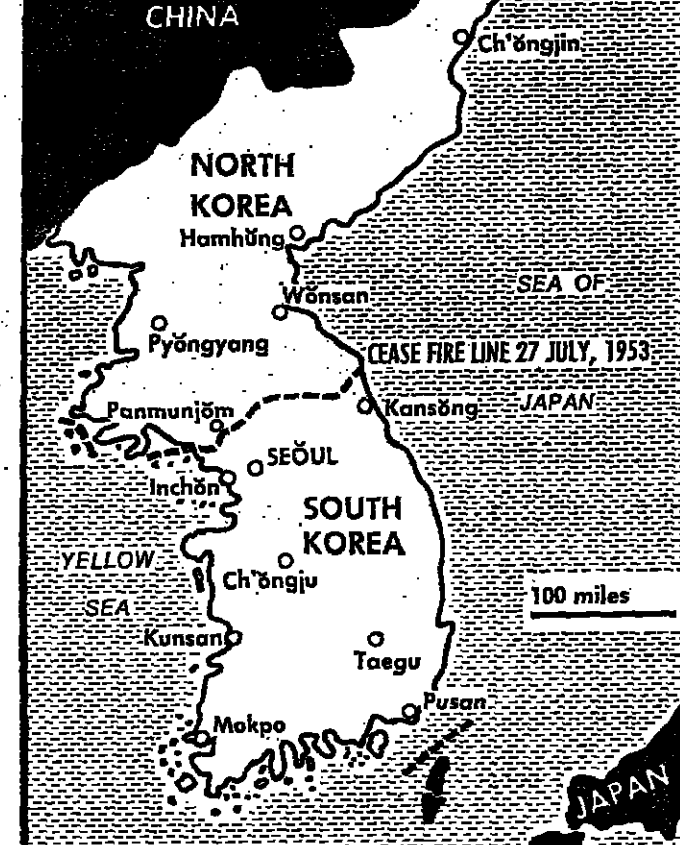 CHINA
Ch'ŏngjin
NORTH
KOREA
Hamhŭng
SEA OF
Wŏnsan
Pyŏngyang
CEASE FIRE LINE 27 JULY, 1953
Panmunjŏm
Kansŏng
JAPAN
SEŎUL
Inchŏn
SOUTH
KOREA
YELLOW
SEA
Ch'ŏngju
100 miles
Kunsan
Taegu
Pusan
Mokpo
JAPAN